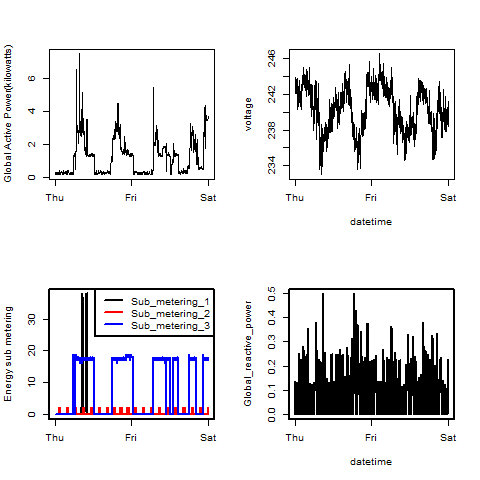 Global Active Power(kilowatts)
0 2 4 6
Thu Fri Sat
voltage
234 238 242 246
Thu Fri Sat
datetime
Energy sub metering
0 10 20 30
Sub_metering_1
Sub_metering_2
Sub_metering_3
Thu Fri Sat
Global_reactive_power
0.0 0.1 0.2 0.3 0.4 0.5
Thu Fri Sat
datetime